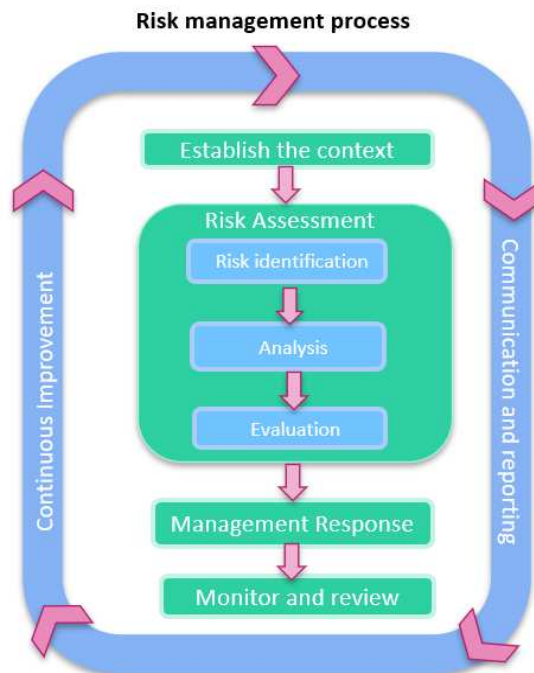 Risk management process
Establish the context
Risk Assessment
Risk identification
Analysis
Evaluation
Management Response
Monitor and review
Continuous Improvement
Communication and reporting